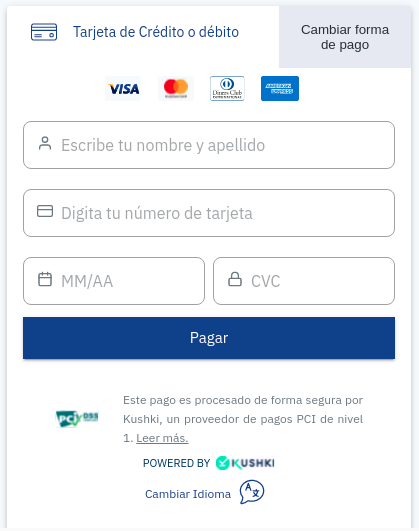 Tarjeta de Crédito o débito
Cambiar forma
de pago
VISA
mastercard
Diners Club
INTERNATIONAL
AMERICAN
EXPRESS
Escribe tu nombre y apellido
Digita tu número de tarjeta
MM/AA
CVC
Pagar
Este pago es procesado de forma segura por
Kushki, un proveedor de pagos PCI de nivel
1. Leer más.
PCI DSS
POWERED BY KUSHKI
Cambiar Idioma